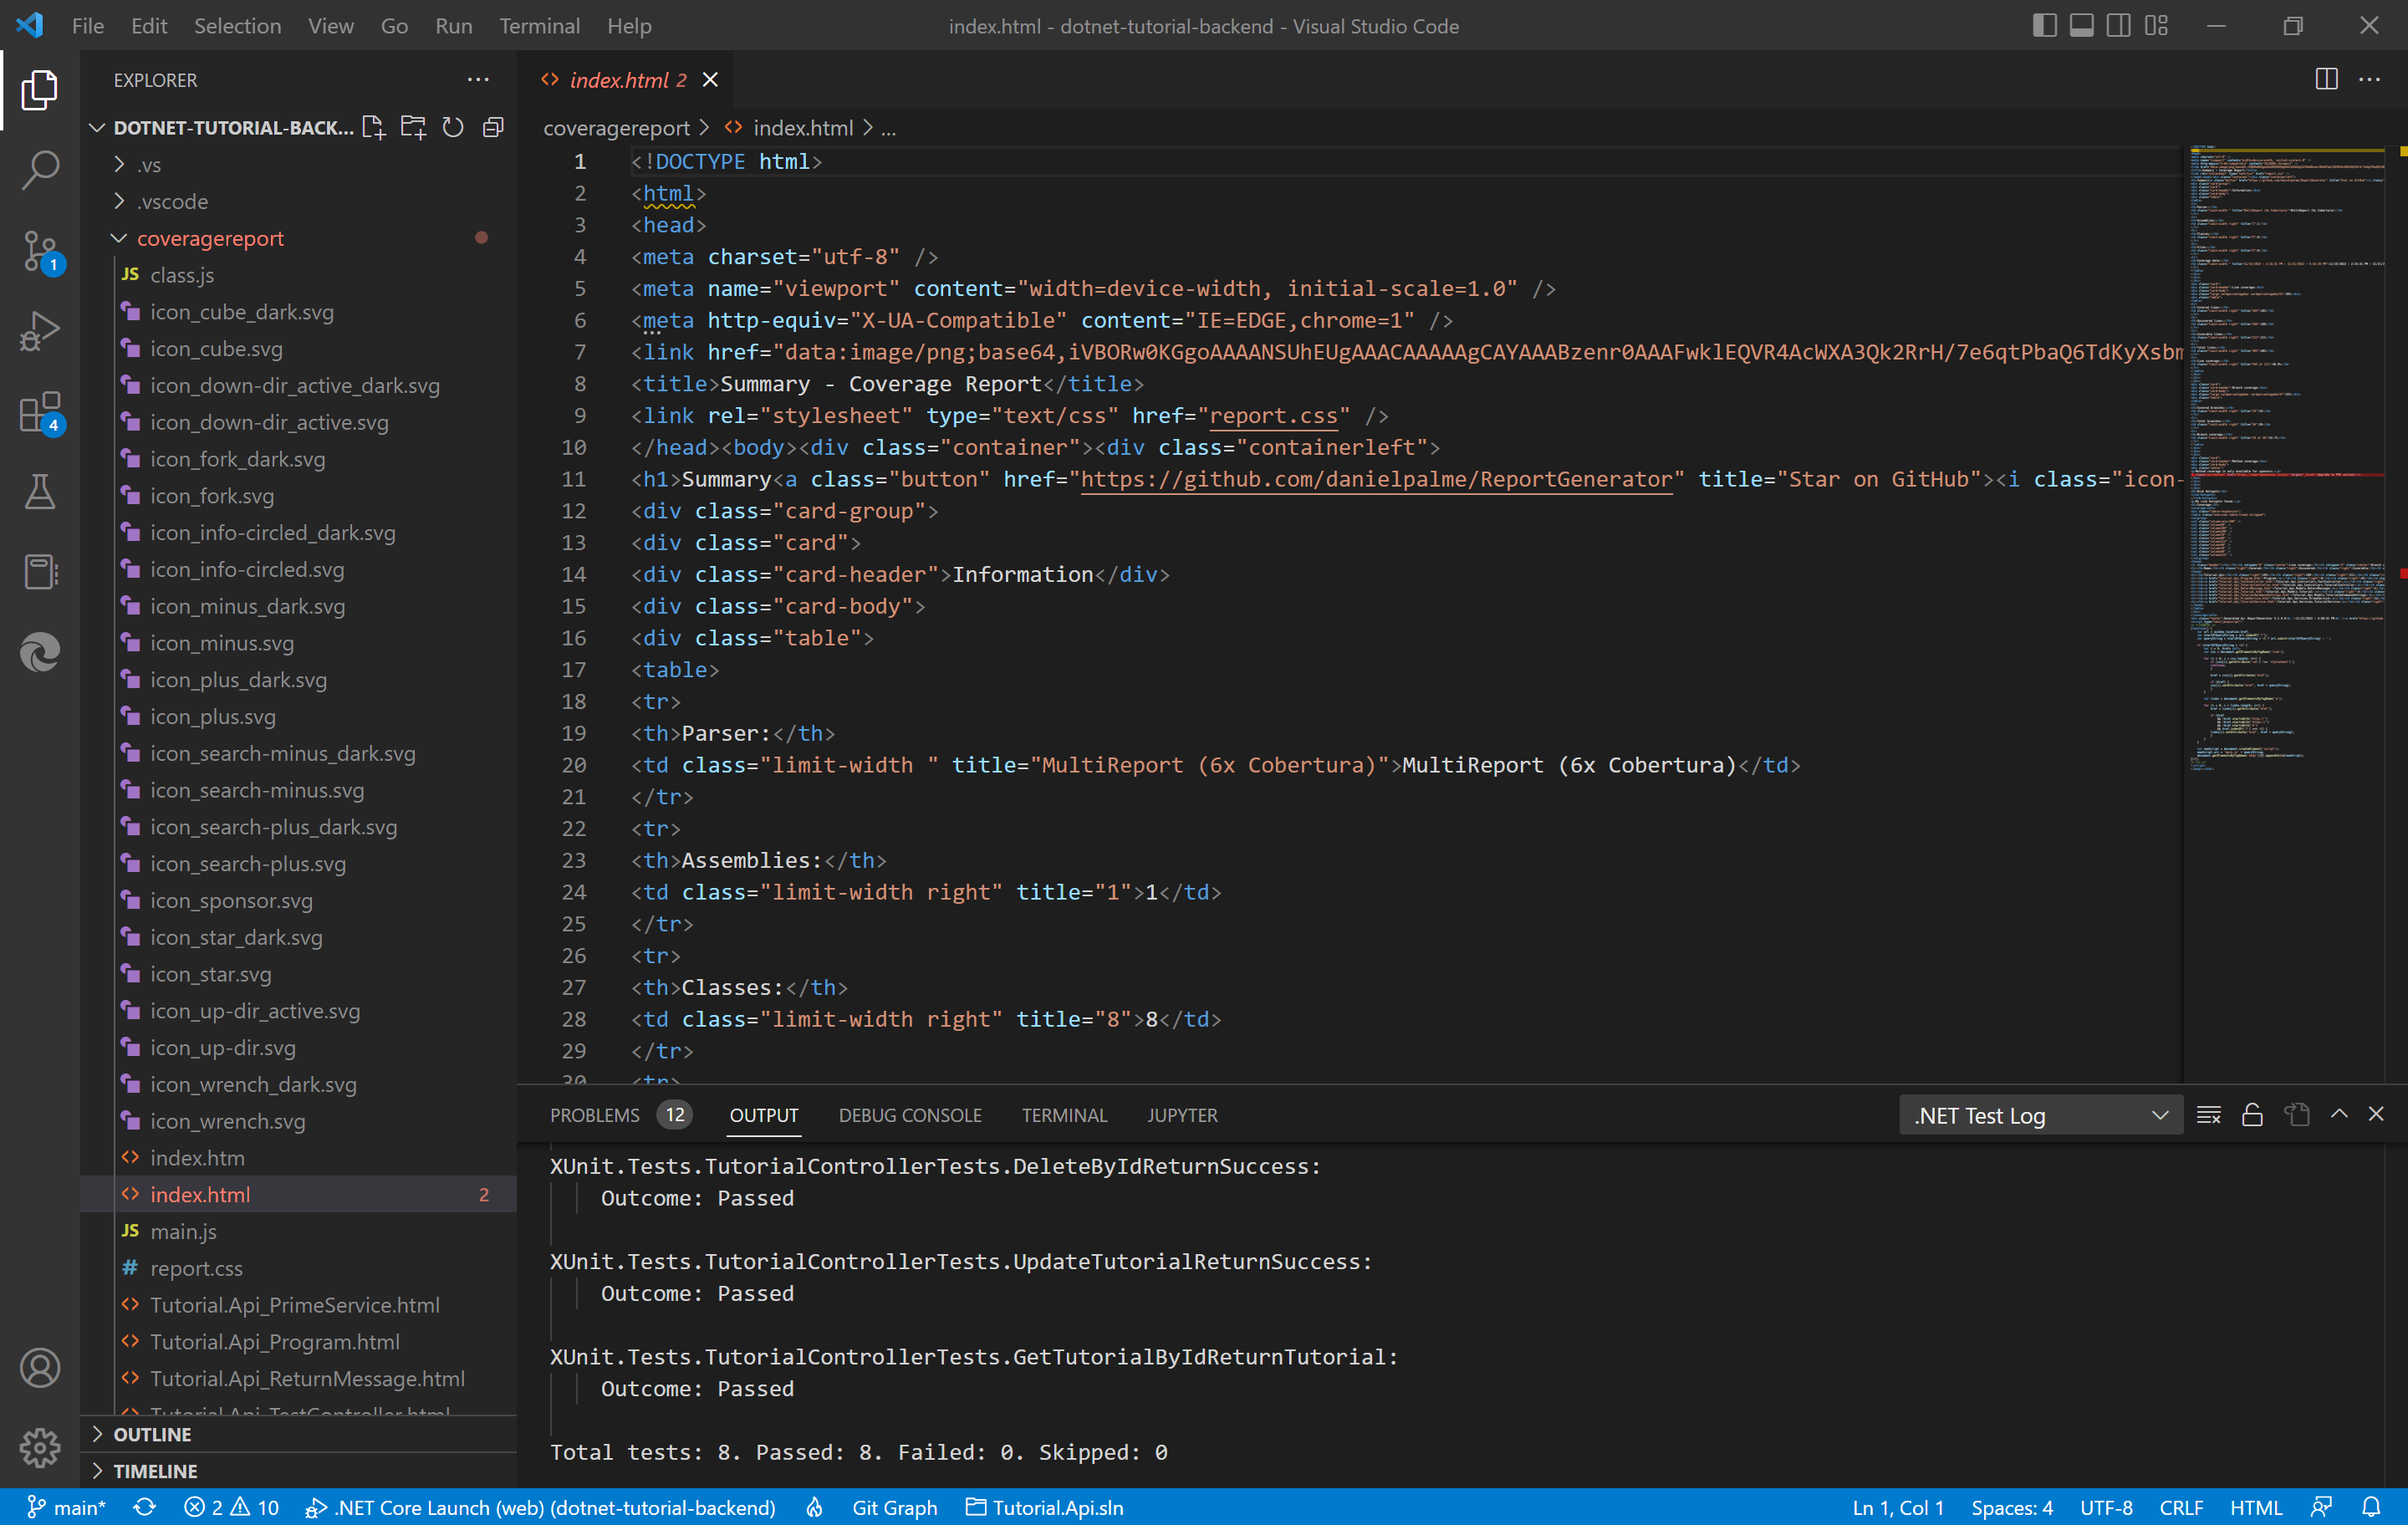 File Edit Selection View Go Run Terminal Help
index.html - dotnet-tutorial-backend - Visual Studio Code
EXPLORER
DOTNET-TUTORIAL-BACK...
.vs
.vscode
coveragereport
JS class.js
icon_cube_dark.svg
icon_cube.svg
icon_down-dir_active_dark.svg
icon_down-dir_active.svg
icon_fork_dark.svg
icon_fork.svg
icon_info-circled_dark.svg
icon_info-circled.svg
icon_minus_dark.svg
icon_minus.svg
icon_plus_dark.svg
icon_plus.svg
icon_search-minus_dark.svg
icon_search-minus.svg
icon_search-plus_dark.svg
icon_search-plus.svg
icon_sponsor.svg
icon_star_dark.svg
icon_star.svg
icon_up-dir_active.svg
icon_up-dir.svg
icon_wrench_dark.svg
icon_wrench.svg
index.htm
index.html 2
JS main.js
# report.css
Tutorial.Api_PrimeService.html
Tutorial.Api_Program.html
Tutorial.Api_ReturnMessage.html
Tutorial.Api_TestController.html
OUTLINE
TIMELINE
1
4
index.html 2
coveragereport > index.html > ...
1 <!DOCTYPE html>
2 <html>
3 <head>
4 <meta charset="utf-8" />
5 <meta name="viewport" content="width=device-width, initial-scale=1.0" />
6 <meta http-equiv="X-UA-Compatible" content="IE=EDGE,chrome=1" />
7 <link href="data:image/png;base64,iVBORw0KGgoAAAANSUhEUgAAACAAAAAgCAYAAABzenr0AAAFwklEQVR4AcWXA3Qk2RrH/7e6qtPbaQ6TdKyXsbm
8 <title>Summary - Coverage Report</title>
9 <link rel="stylesheet" type="text/css" href="report.css" />
10 </head><body><div class="container"><div class="containerleft">
11 <h1>Summary<a class="button" href="https://github.com/danielpalme/ReportGenerator" title="Star on GitHub"><i class="icon-
12 <div class="card-group">
13 <div class="card">
14 <div class="card-header">Information</div>
15 <div class="card-body">
16 <div class="table">
17 <table>
18 <tr>
19 <th>Parser:</th>
20 <td class="limit-width " title="MultiReport (6x Cobertura)">MultiReport (6x Cobertura)</td>
21 </tr>
22 <tr>
23 <th>Assemblies:</th>
24 <td class="limit-width right" title="1">1</td>
25 </tr>
26 <tr>
27 <th>Classes:</th>
28 <td class="limit-width right" title="8">8</td>
29 </tr>
30 <tr>
PROBLEMS 12 OUTPUT DEBUG CONSOLE TERMINAL JUPYTER
.NET Test Log
XUnit.Tests.TutorialControllerTests.DeleteByIdReturnSuccess:
Outcome: Passed
XUnit.Tests.TutorialControllerTests.UpdateTutorialReturnSuccess:
Outcome: Passed
XUnit.Tests.TutorialControllerTests.GetTutorialByIdReturnTutorial:
Outcome: Passed
Total tests: 8. Passed: 8. Failed: 0. Skipped: 0
main* 2 10 .NET Core Launch (web) (dotnet-tutorial-backend) Git Graph Tutorial.Api.sln
Ln 1, Col 1 Spaces: 4 UTF-8 CRLF HTML